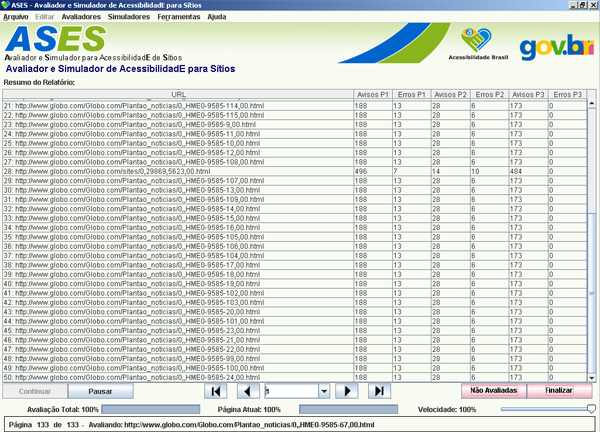 ASES - Avaliador e Simulador de AcessibilidadE para Sítios
Arquivo Editar Avaliadores Simuladores Ferramentas Ajuda
ASES
Avaliador e Simulador para AcessibilidadE de Sítios
Acessibilidade Brasil
gov.br
Avaliador e Simulador de AcessibilidadE para Sítios
Resumo do Relatório:
URL Avisos P1 Erros P1 Avisos P2 Erros P2 Avisos P3 Erros P3
21: http://www.globo.com/Globo.com/Plantao_noticias/0,,HME0-9585-114,00.html 188 13 28 6 173 0
22: http://www.globo.com/Globo.com/Plantao_noticias/0,,HME0-9585-115,00.html 188 13 28 6 173 0
23: http://www.globo.com/Globo.com/Plantao_noticias/0,,HME0-9585-9,00.html 188 13 28 6 173 0
24: http://www.globo.com/Globo.com/Plantao_noticias/0,,HME0-9585-11,00.html 188 13 28 6 173 0
25: http://www.globo.com/Globo.com/Plantao_noticias/0,,HME0-9585-10,00.html 188 13 28 6 173 0
26: http://www.globo.com/Globo.com/Plantao_noticias/0,,HME0-9585-12,00.html 188 13 28 6 173 0
27: http://www.globo.com/Globo.com/Plantao_noticias/0,,HME0-9585-108,00.html 188 13 28 6 173 0
28: http://www.globo.com/Globo.com/sites/0,,29869,5623,00.html 496 7 14 10 484 0
29: http://www.globo.com/Globo.com/Plantao_noticias/0,,HME0-9585-107,00.html 188 13 28 6 173 0
30: http://www.globo.com/Globo.com/Plantao_noticias/0,,HME0-9585-13,00.html 188 13 28 6 173 0
31: http://www.globo.com/Globo.com/Plantao_noticias/0,,HME0-9585-109,00.html 188 13 28 6 173 0
32: http://www.globo.com/Globo.com/Plantao_noticias/0,,HME0-9585-14,00.html 188 13 28 6 173 0
33: http://www.globo.com/Globo.com/Plantao_noticias/0,,HME0-9585-15,00.html 188 13 28 6 173 0
34: http://www.globo.com/Globo.com/Plantao_noticias/0,,HME0-9585-16,00.html 188 13 28 6 173 0
35: http://www.globo.com/Globo.com/Plantao_noticias/0,,HME0-9585-105,00.html 188 13 28 6 173 0
36: http://www.globo.com/Globo.com/Plantao_noticias/0,,HME0-9585-106,00.html 188 13 28 6 173 0
37: http://www.globo.com/Globo.com/Plantao_noticias/0,,HME0-9585-104,00.html 188 13 28 6 173 0
38: http://www.globo.com/Globo.com/Plantao_noticias/0,,HME0-9585-17,00.html 188 13 28 6 173 0
39: http://www.globo.com/Globo.com/Plantao_noticias/0,,HME0-9585-18,00.html 188 13 28 6 173 0
40: http://www.globo.com/Globo.com/Plantao_noticias/0,,HME0-9585-19,00.html 188 13 28 6 173 0
41: http://www.globo.com/Globo.com/Plantao_noticias/0,,HME0-9585-102,00.html 188 13 28 6 173 0
42: http://www.globo.com/Globo.com/Plantao_noticias/0,,HME0-9585-103,00.html 188 13 28 6 173 0
43: http://www.globo.com/Globo.com/Plantao_noticias/0,,HME0-9585-20,00.html 188 13 28 6 173 0
44: http://www.globo.com/Globo.com/Plantao_noticias/0,,HME0-9585-101,00.html 188 13 28 6 173 0
45: http://www.globo.com/Globo.com/Plantao_noticias/0,,HME0-9585-23,00.html 188 13 28 6 173 0
46: http://www.globo.com/Globo.com/Plantao_noticias/0,,HME0-9585-21,00.html 188 13 28 6 173 0
47: http://www.globo.com/Globo.com/Plantao_noticias/0,,HME0-9585-22,00.html 188 13 28 6 173 0
48: http://www.globo.com/Globo.com/Plantao_noticias/0,,HME0-9585-99,00.html 188 13 28 6 173 0
49: http://www.globo.com/Globo.com/Plantao_noticias/0,,HME0-9585-100,00.html 188 13 28 6 173 0
50: http://www.globo.com/Globo.com/Plantao_noticias/0,,HME0-9585-24,00.html 188 13 28 6 173 0
Continuar Pausar 1 Não Avaliadas Finalizar
Avaliação Total: 100% Página Atual: 100% Velocidade: 100%
Página 133 de 133 - Avaliando: http://www.globo.com/Globo.com/Plantao_noticias/0,,HME0-9585-67,00.html